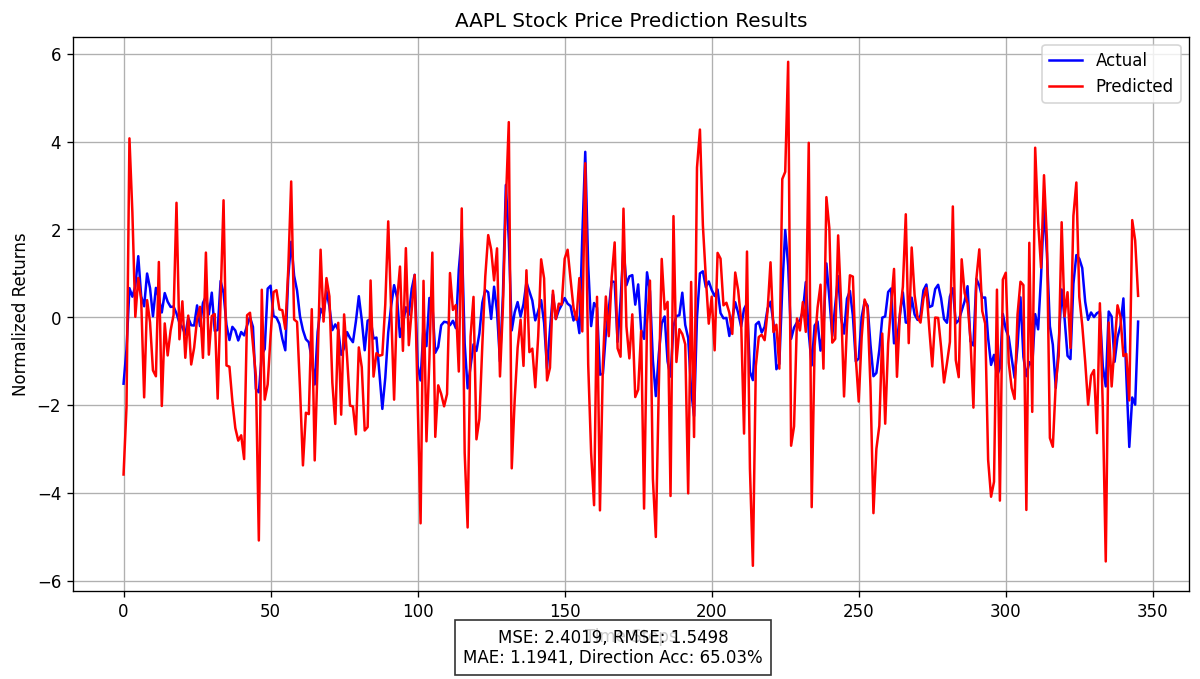 AAPL Stock Price Prediction Results
Normalized Returns
6
4
2
0
−2
−4
−6
Actual
Predicted
0 50 100 150 200 250 300 350
MSE: 2.4019, RMSE: 1.5498
MAE: 1.1941, Direction Acc: 65.03%